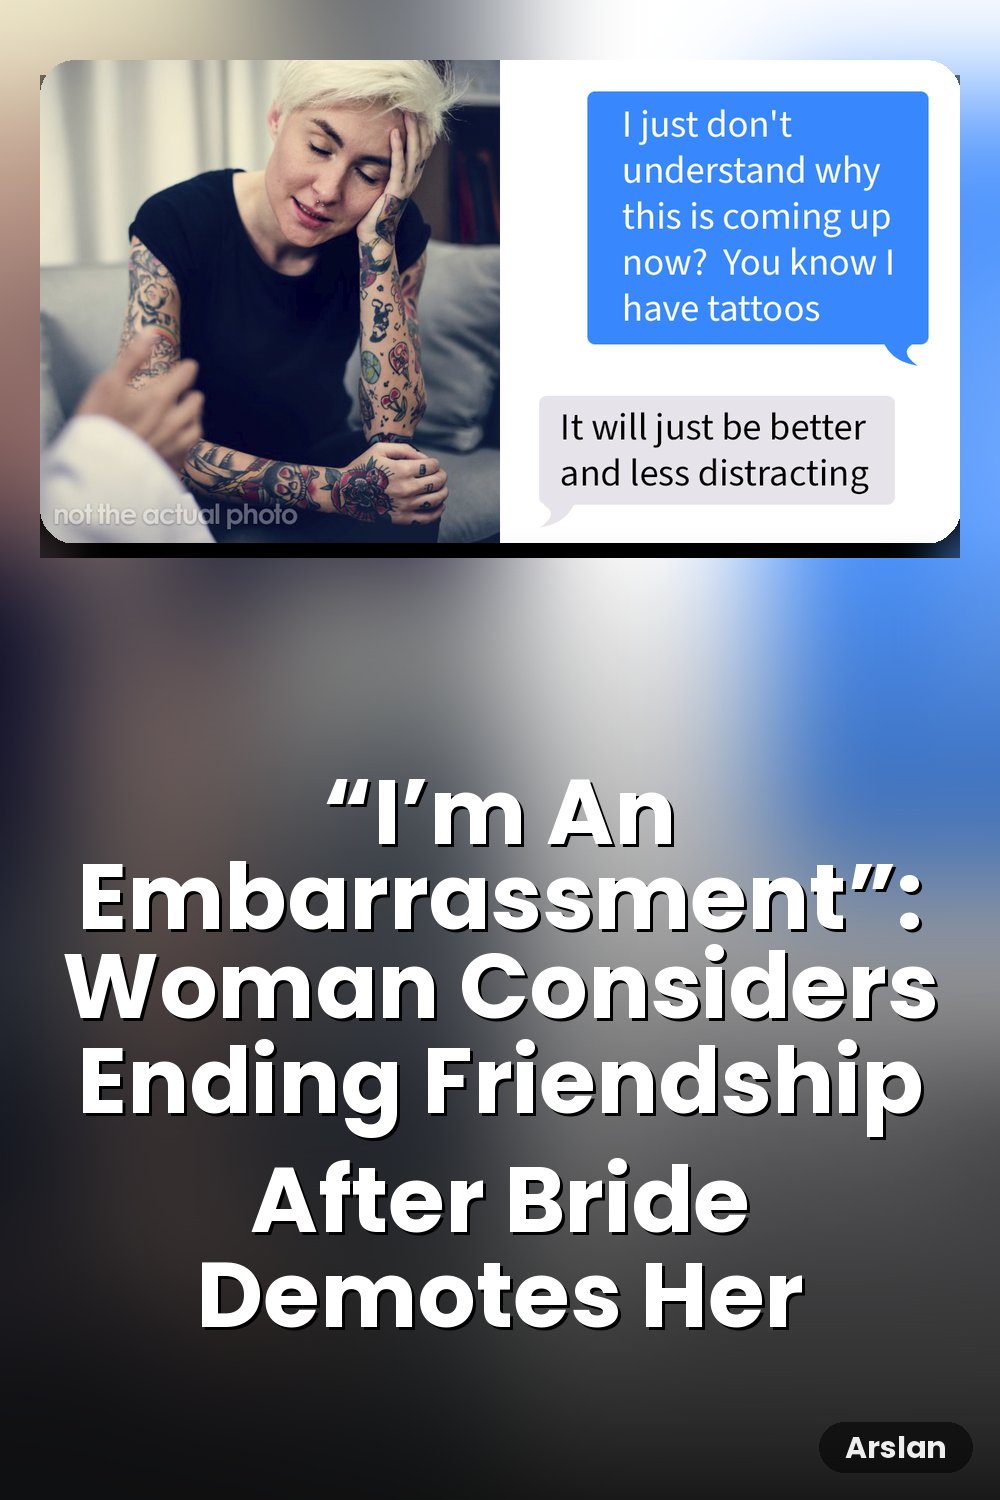 I just don't
understand why
this is coming up
now?  You know I
have tattoos
It will just be better
and less distracting
not the actual photo
“I’m An
Embarrassment”:
Woman Considers
Ending Friendship
After Bride
Demotes Her
Arslan